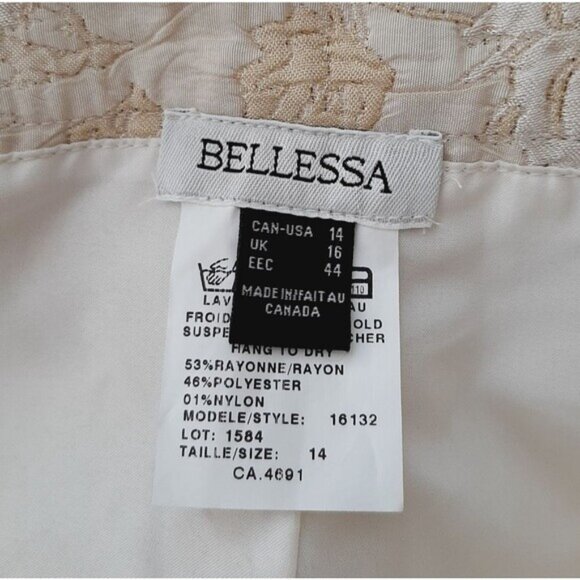 BELLESSA
CAN-USA 14
UK 16
EEC 44
MADE IN/FAIT AU
CANADA
110
LAV AU
FROID OLD
SUSPE CHER
HANG TO DRY
53%RAYONNE/RAYON
46%POLYESTER
01%NYLON
MODELE/STYLE: 16132
LOT: 1584
TAILLE/SIZE: 14
CA.4691